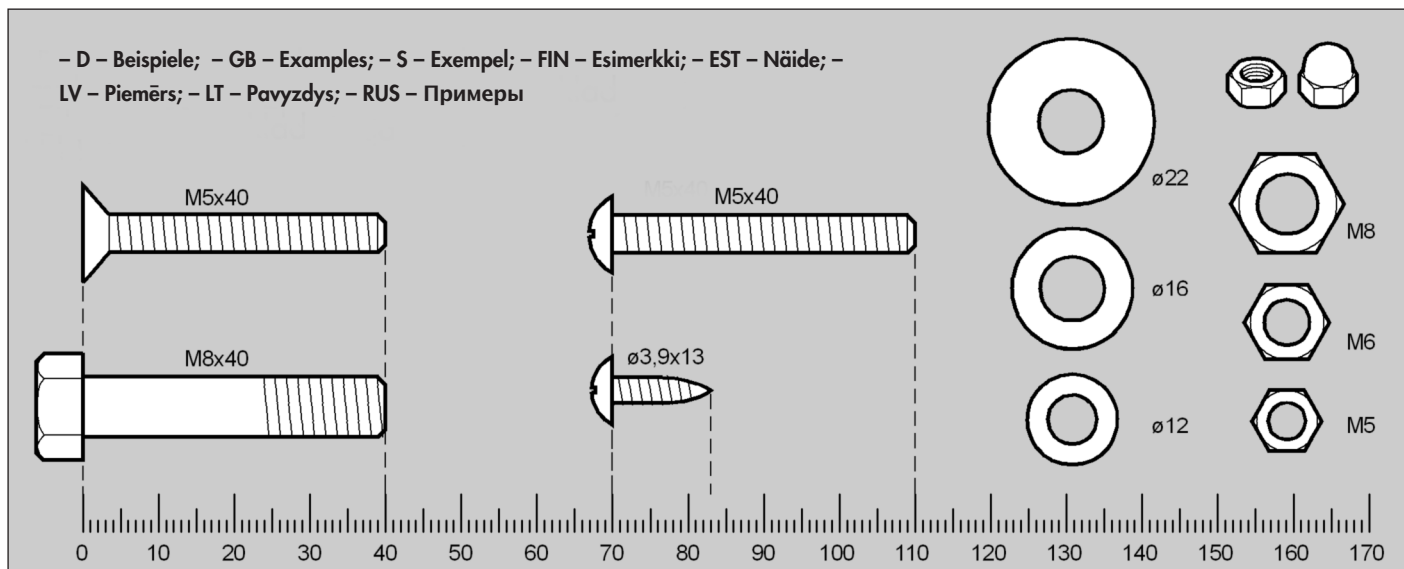 – D – Beispiele;  – GB – Examples; – S – Exempel; – FIN – Esimerkki; – EST – Näide; –
LV – Piemērs; – LT – Pavyzdys; – RUS – Примеры
M5x40
M5x40
ø22
M8
ø16
M6
M8x40
ø3,9x13
ø12
M5
0 10 20 30 40 50 60 70 80 90 100 110 120 130 140 150 160 170